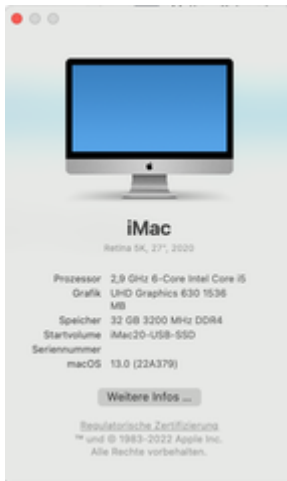 iMac
Retina 5K, 27", 2020
Prozessor 2,9 GHz 6-Core Intel Core i5
Grafik UHD Graphics 630 1536
MB
Speicher 32 GB 3200 MHz DDR4
Startvolume iMac20-USB-SSD
Seriennummer
macOS 13.0 (22A379)
Weitere Infos ...
Regulatorische Zertifizierung
™ und © 1983-2022 Apple Inc.
Alle Rechte vorbehalten.